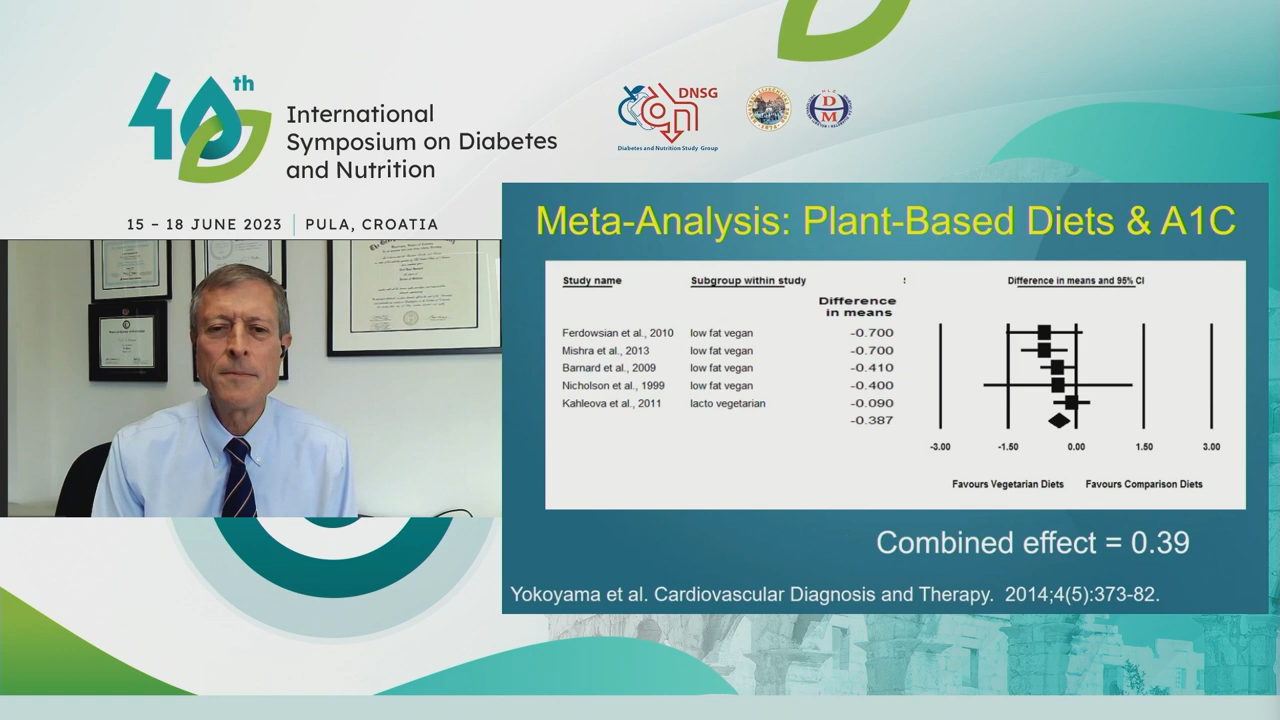 40th
International
Symposium on Diabetes
and Nutrition
15 – 18 JUNE 2023 | PULA, CROATIA
DNSG
Diabetes and Nutrition Study Group
D
M
Meta-Analysis: Plant-Based Diets & A1C
Study name Subgroup within study : Difference in means and 95% CI
Difference
in means
Ferdowsian et al., 2010 low fat vegan -0.700
Mishra et al., 2013 low fat vegan -0.700
Barnard et al., 2009 low fat vegan -0.410
Nicholson et al., 1999 low fat vegan -0.400
Kahleova et al., 2011 lacto vegetarian -0.090
-0.387
-3.00 -1.50 0.00 1.50 3.00
Favours Vegetarian Diets Favours Comparison Diets
Combined effect = 0.39
Yokoyama et al. Cardiovascular Diagnosis and Therapy. 2014;4(5):373-82.